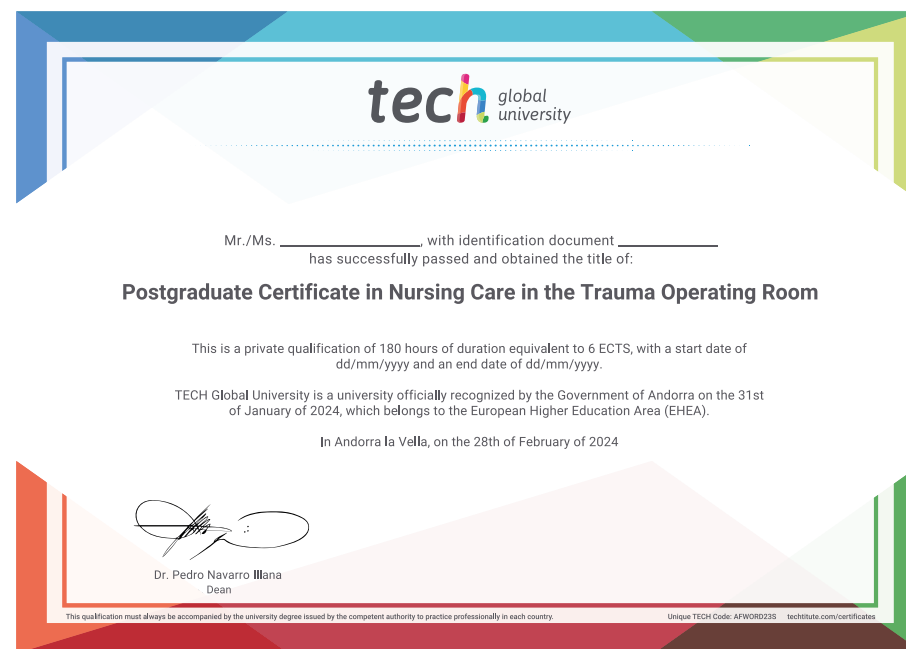 tech global university
Mr./Ms. ____________, with identification document ____________
has successfully passed and obtained the title of:
Postgraduate Certificate in Nursing Care in the Trauma Operating Room
This is a private qualification of 180 hours of duration equivalent to 6 ECTS, with a start date of
dd/mm/yyyy and an end date of dd/mm/yyyy.
TECH Global University is a university officially recognized by the Government of Andorra on the 31st
of January of 2024, which belongs to the European Higher Education Area (EHEA).
In Andorra la Vella, on the 28th of February of 2024
Dr. Pedro Navarro Illana
Dean
This qualification must always be accompanied by the university degree issued by the competent authority to practice professionally in each country.
Unique TECH Code: AFWORD23S techtitute.com/certificates